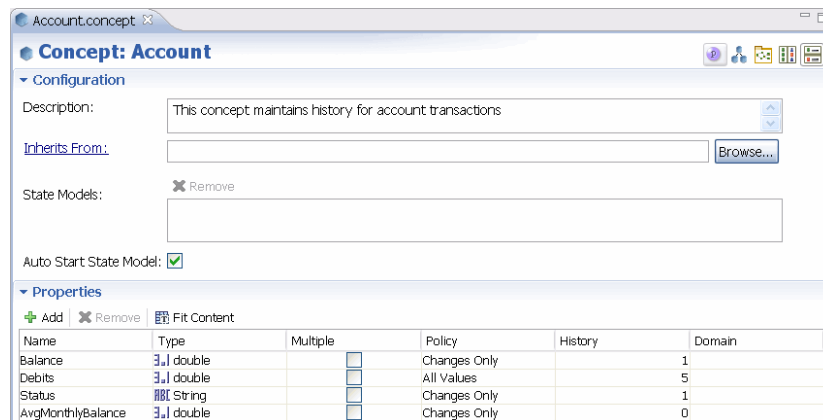 Account.concept
Concept: Account
Configuration
Description: This concept maintains history for account transactions
Inherits From: Browse...
Remove
State Models:
Auto Start State Model:
Properties
Add Remove Fit Content
Name Type Multiple Policy History Domain
Balance double Changes Only 1
Debits double All Values 5
Status String Changes Only 1
AvgMonthlyBalance double Changes Only 0